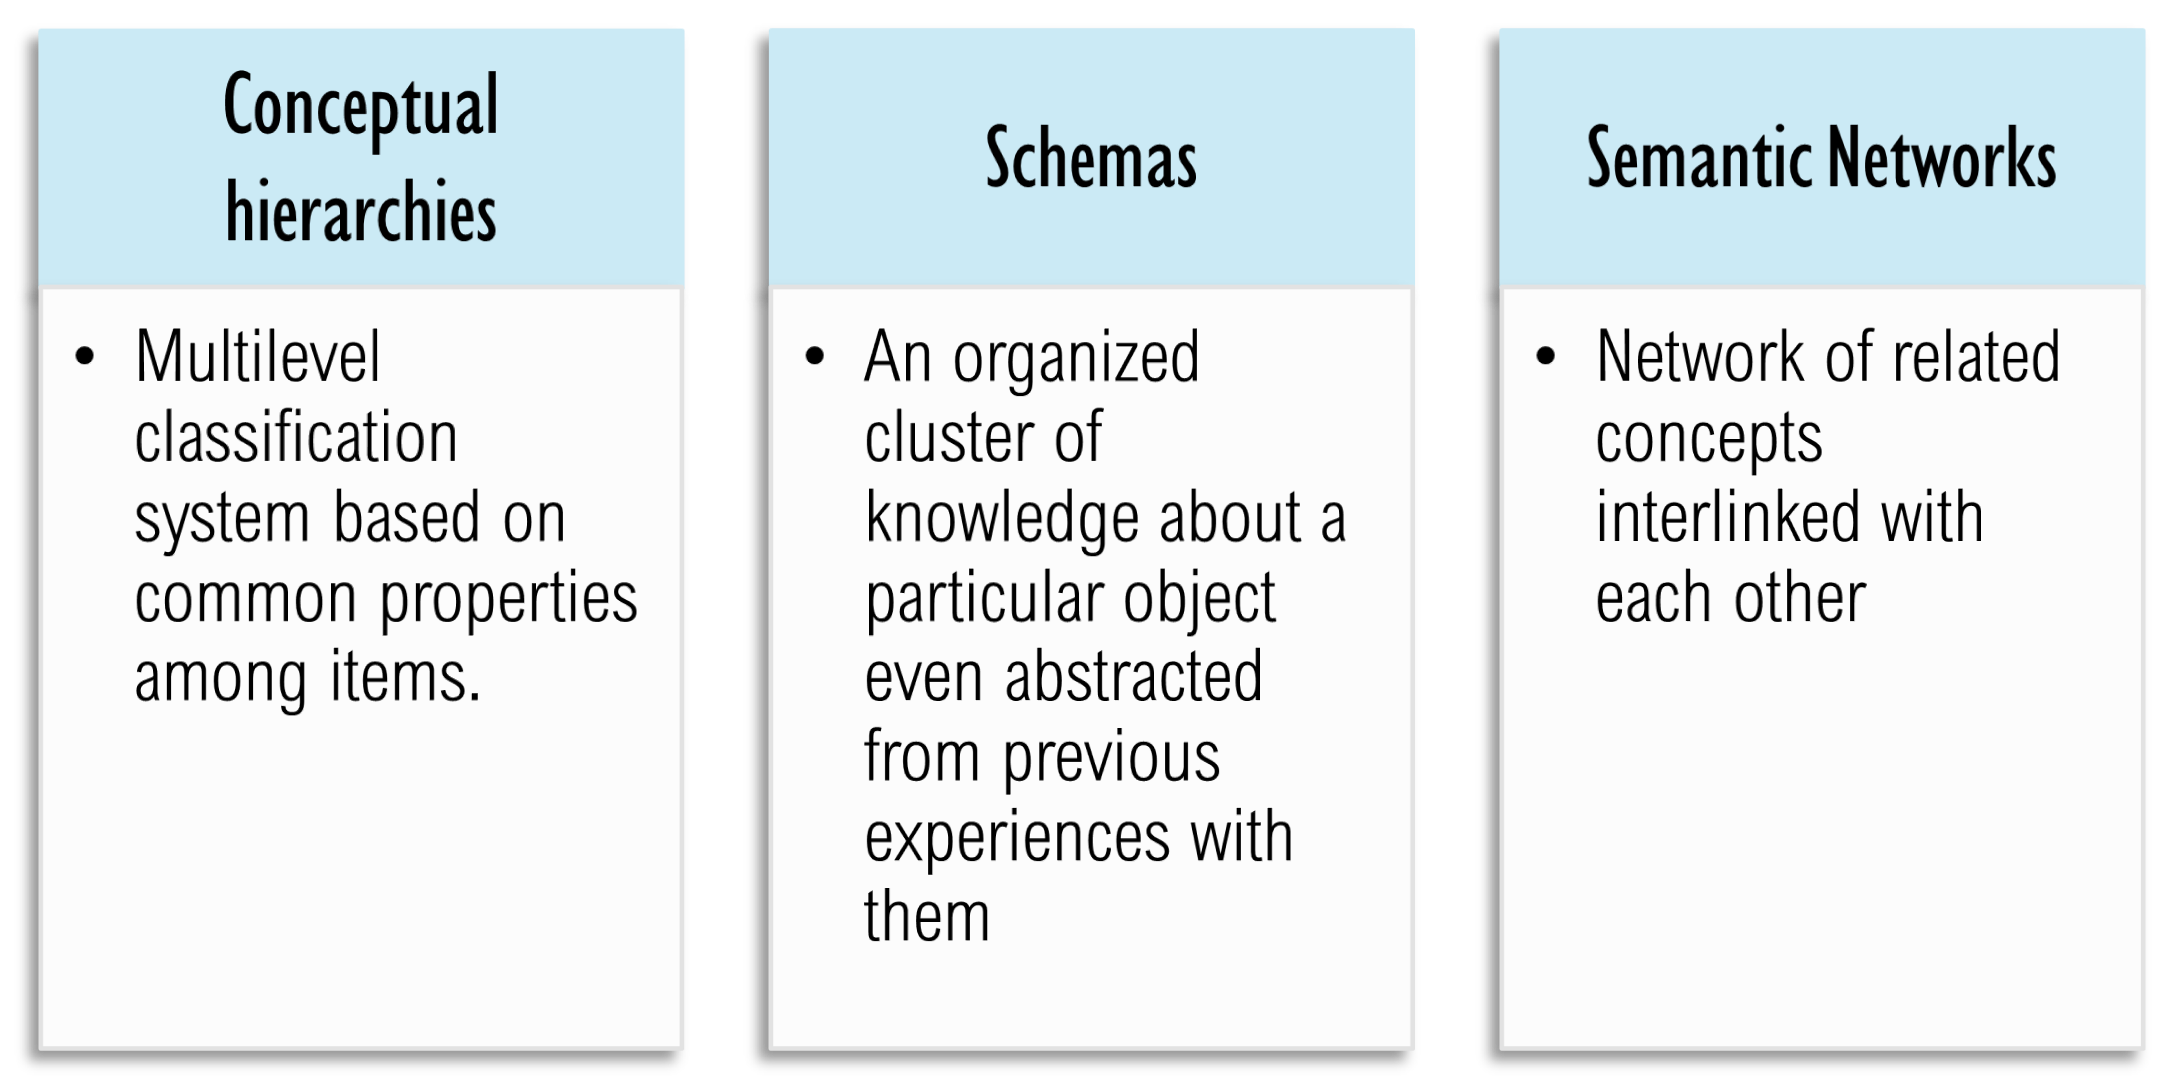 Conceptual
hierarchies
• Multilevel
classification
system based on
common properties
among items.
Schemas
• An organized
cluster of
knowledge about a
particular object
even abstracted
from previous
experiences with
them
Semantic Networks
• Network of related
concepts
interlinked with
each other